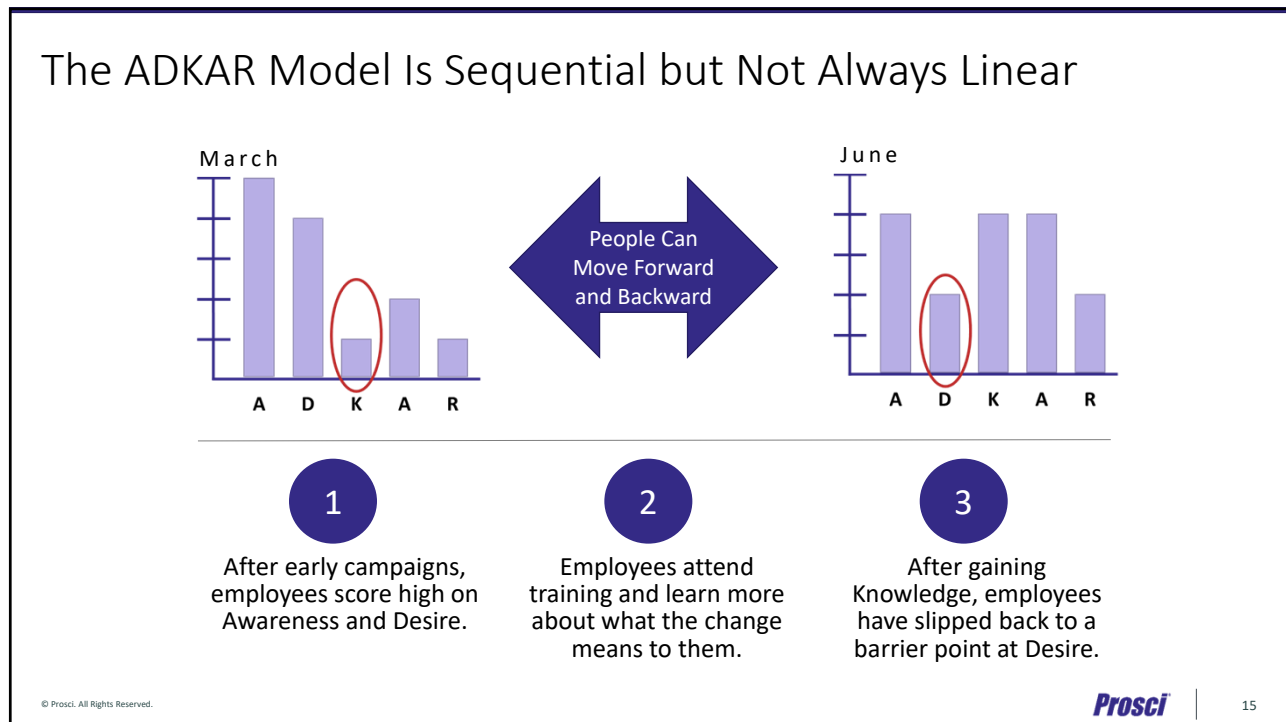 The ADKAR Model Is Sequential but Not Always Linear
March
A D K A R
People Can
Move Forward
and Backward
June
A D K A R
1
After early campaigns,
employees score high on
Awareness and Desire.
2
Employees attend
training and learn more
about what the change
means to them.
3
After gaining
Knowledge, employees
have slipped back to a
barrier point at Desire.
© Prosci. All Rights Reserved.
Prosci
15